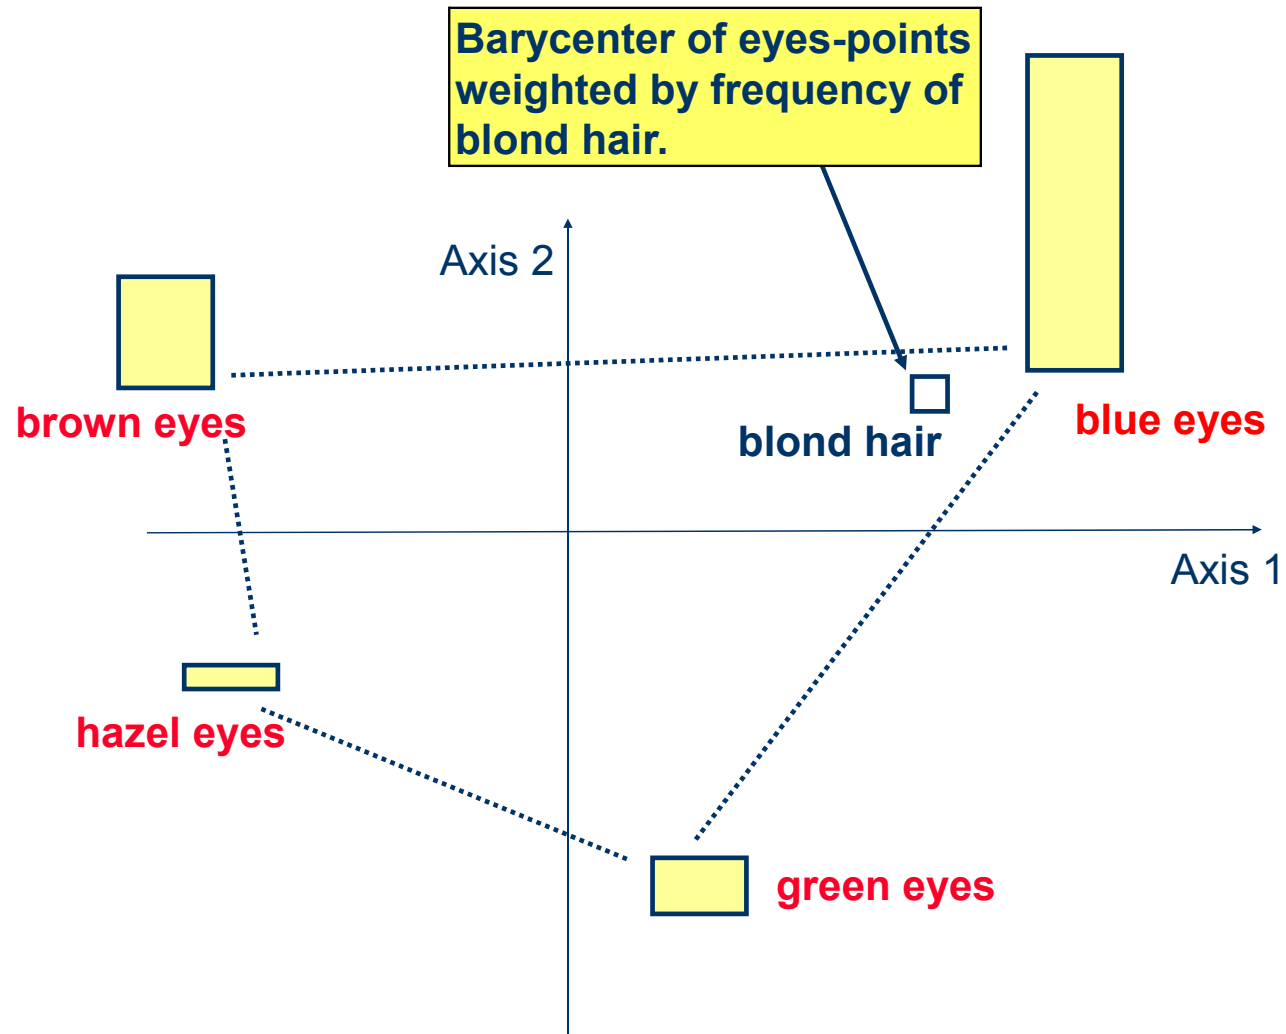 Barycenter of eyes-points
weighted by frequency of
blond hair.
Axis 2
brown eyes
blond hair
blue eyes
Axis 1
hazel eyes
green eyes